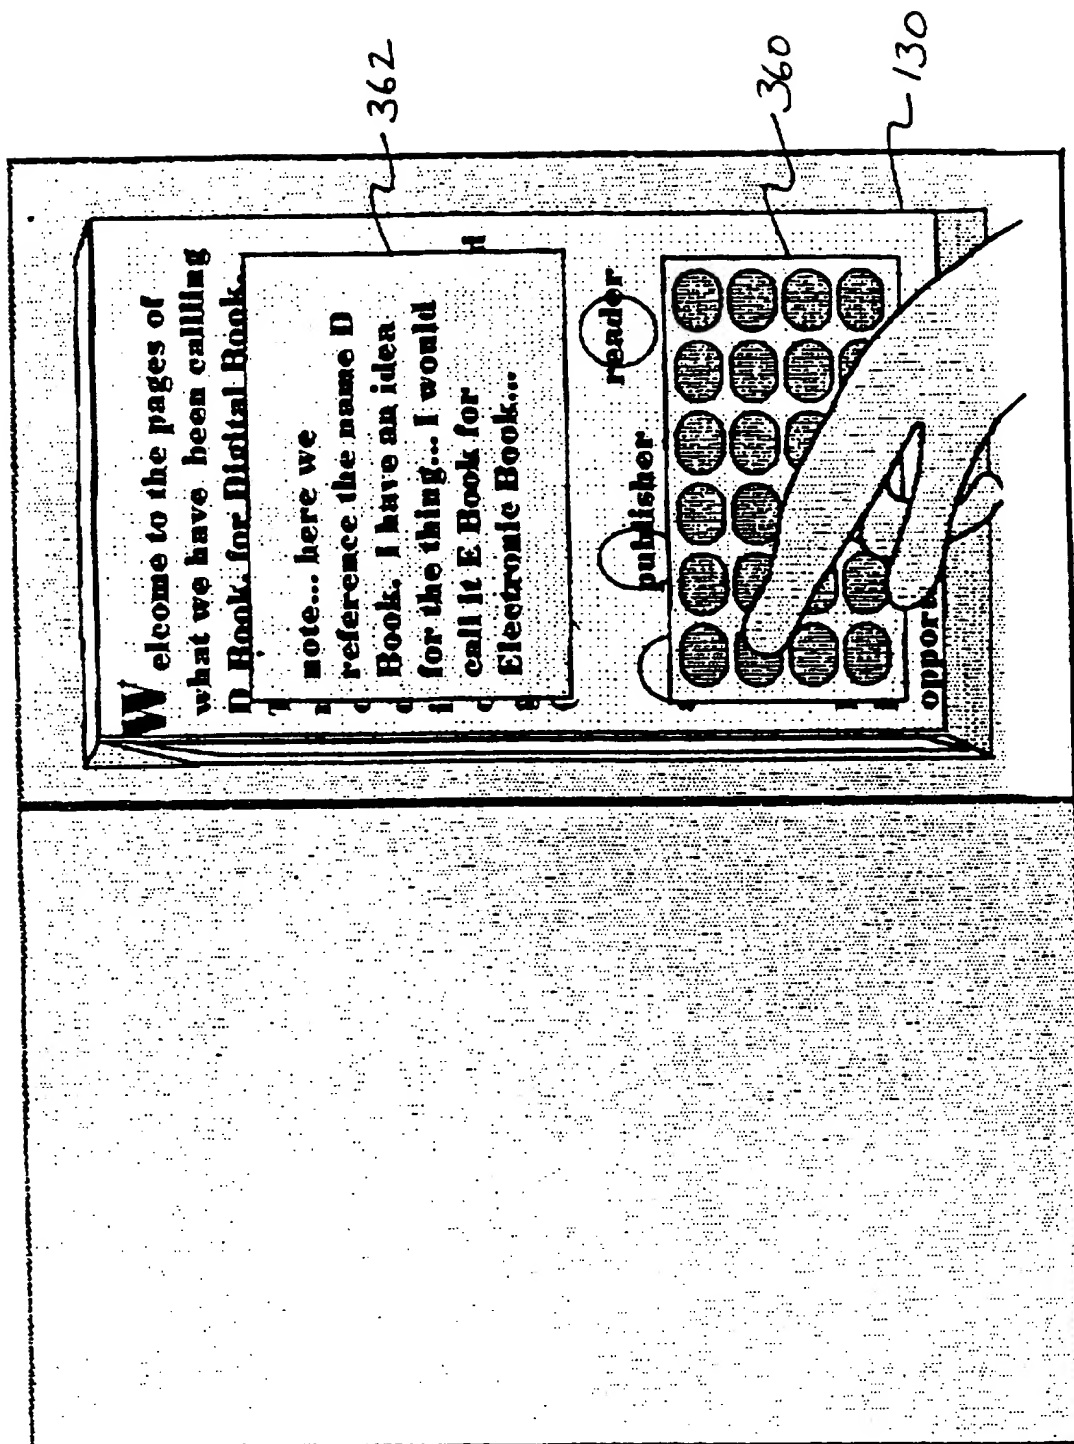 Welcome to the pages of
what we have been callling
D Book, for Digital Book.
note... here we
reference the name D
Book. I have an idea
for the thing... I would
call it E Book for
Electronic Book...
publisher
reader
opport
362
360
130